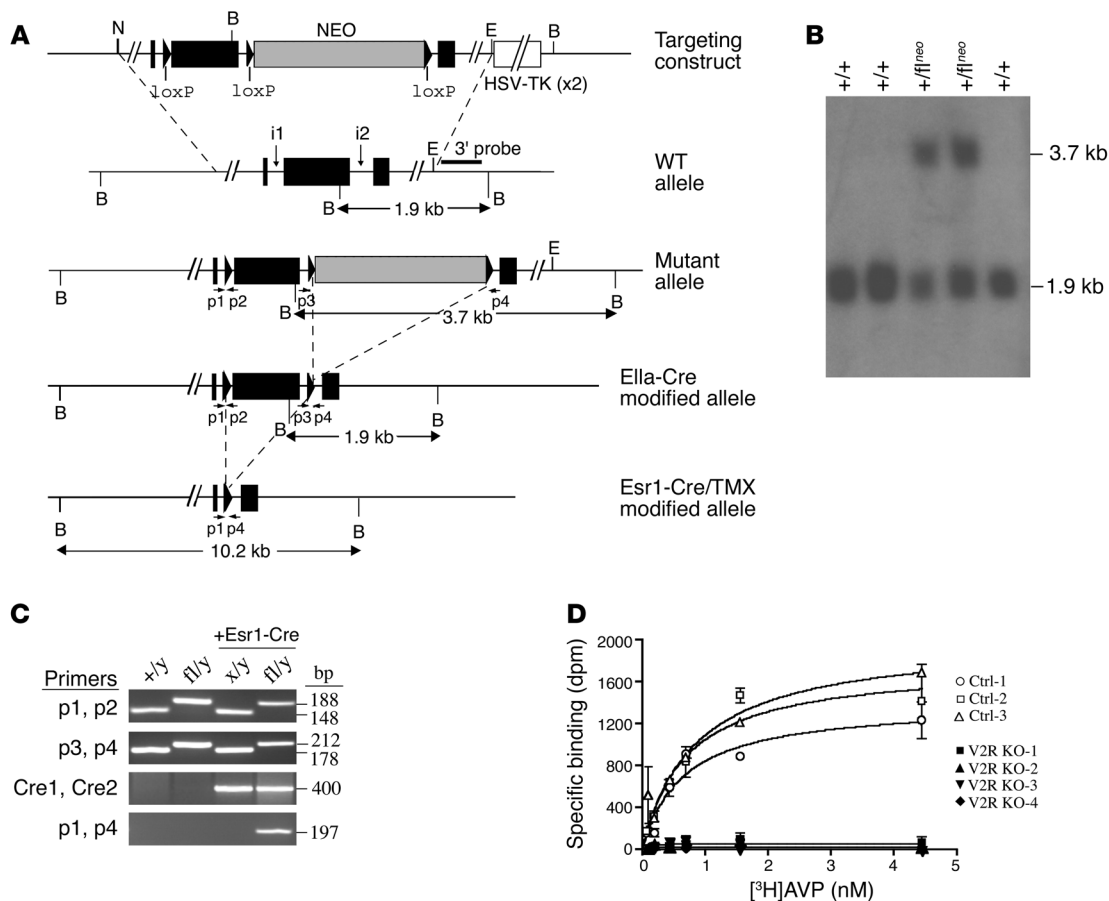 A
N
B
NEO
E
B
loxP
loxP
loxP
HSV-TK (x2)
Targeting
construct
i1
i2
E
3' probe
B
B
1.9 kb
B
WT
allele
E
B
p1
p2
B
p3
p4
3.7 kb
B
Mutant
allele
B
p1
p2
B
p3
p4
1.9 kb
B
Ella-Cre
modified allele
B
p1
p4
B
10.2 kb
Esr1-Cre/TMX
modified allele
B
+/+
+/+
+/fl neo
+/fl neo
+/+
3.7 kb
1.9 kb
C
+Esr1-Cre
Primers
+/y
fl/y
x/y
fl/y
bp
p1, p2
188
148
p3, p4
212
178
Cre1, Cre2
400
p1, p4
197
D
Specific binding (dpm)
2000
1600
1200
800
400
0
0
1
2
3
4
5
[³H]AVP (nM)
Ctrl-1
Ctrl-2
Ctrl-3
V2R KO-1
V2R KO-2
V2R KO-3
V2R KO-4